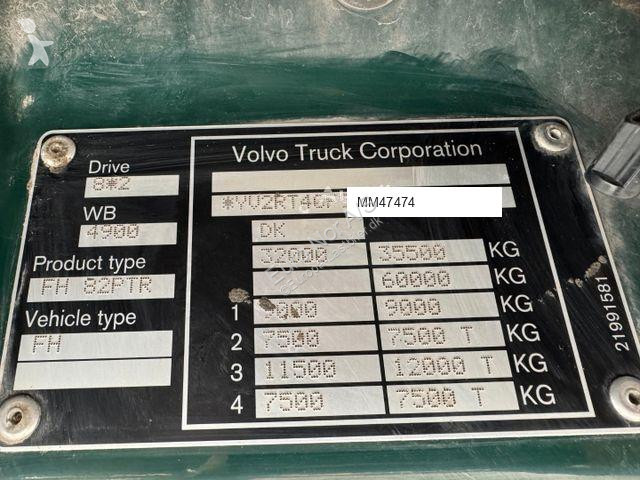 Volvo Truck Corporation
Drive
8*2
WB
4900
Product type
FH 82PTR
Vehicle type
FH
*YV2RT40 MM47474
DK
32000 35500 KG
60000 KG
1 9000 9000 KG
2 7500 7500 T KG
3 11500 12000 T KG
4 7500 7500 T KG
21991581